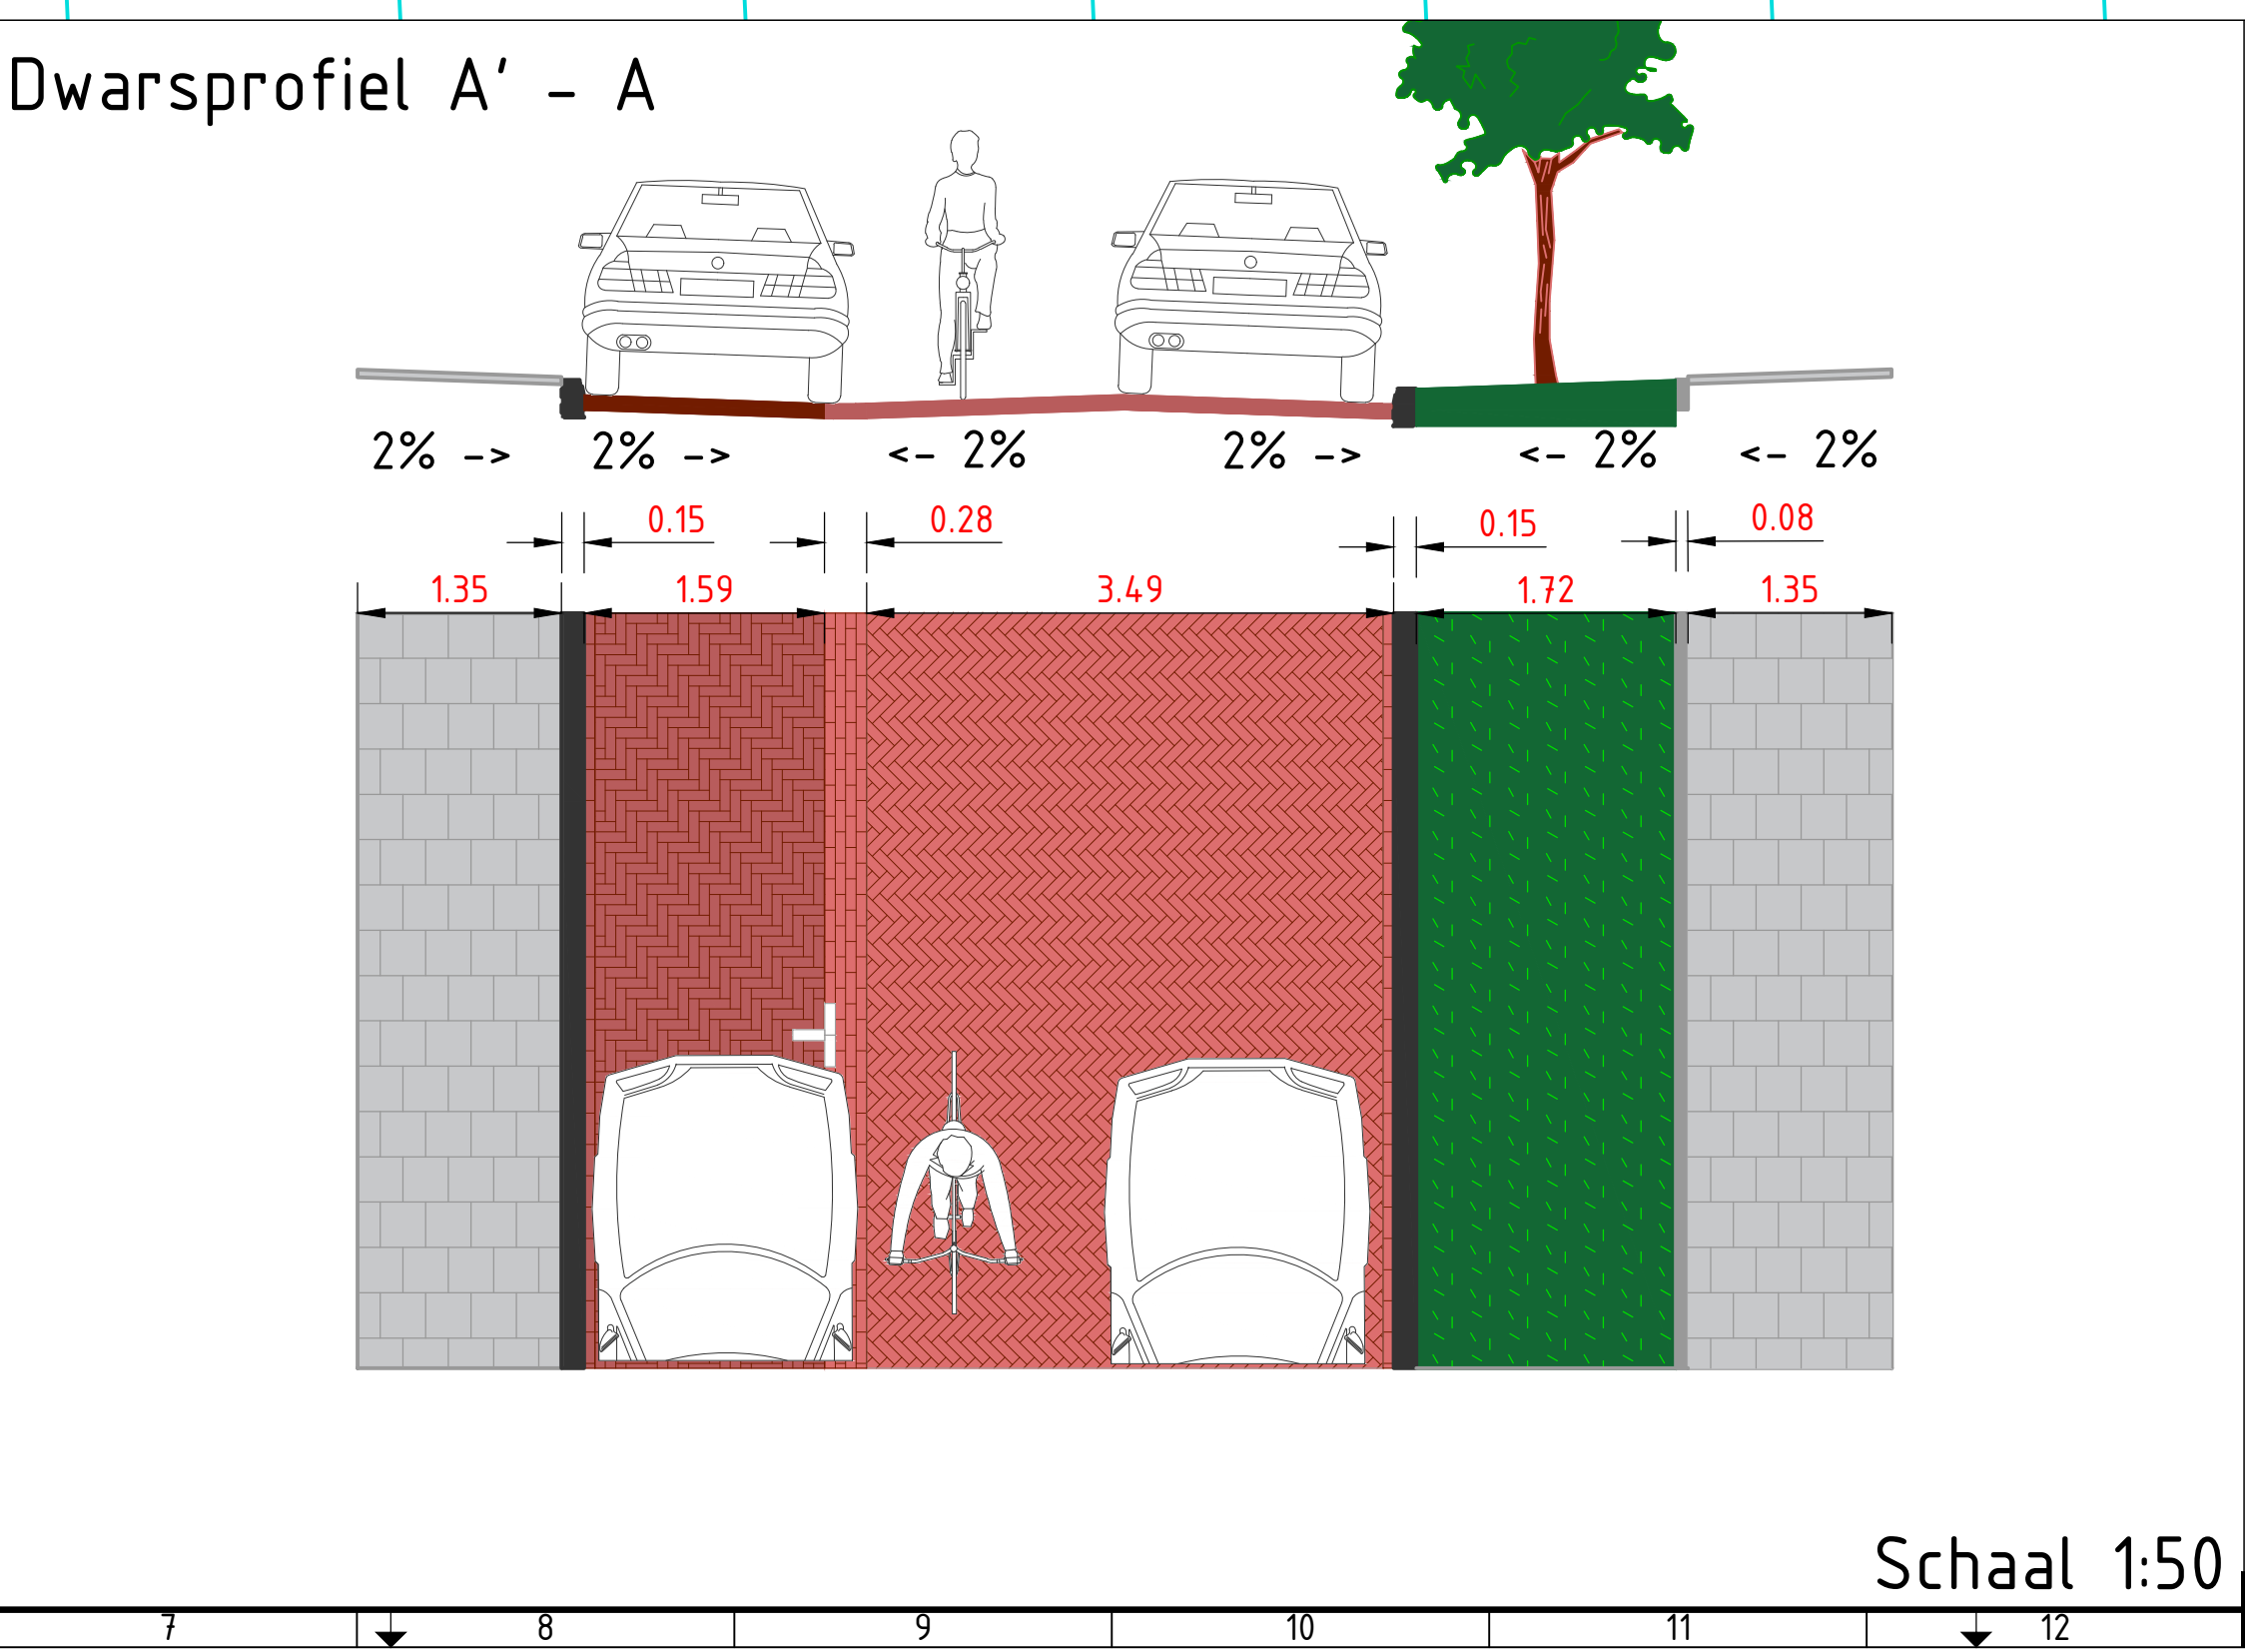 Dwarsprofiel A' - A
2% -> 2% -> <- 2% 2% -> <- 2% <- 2%
0.15 0.28 0.15 0.08
1.35 1.59 3.49 1.72 1.35
Schaal 1:50
7 8 9 10 11 12